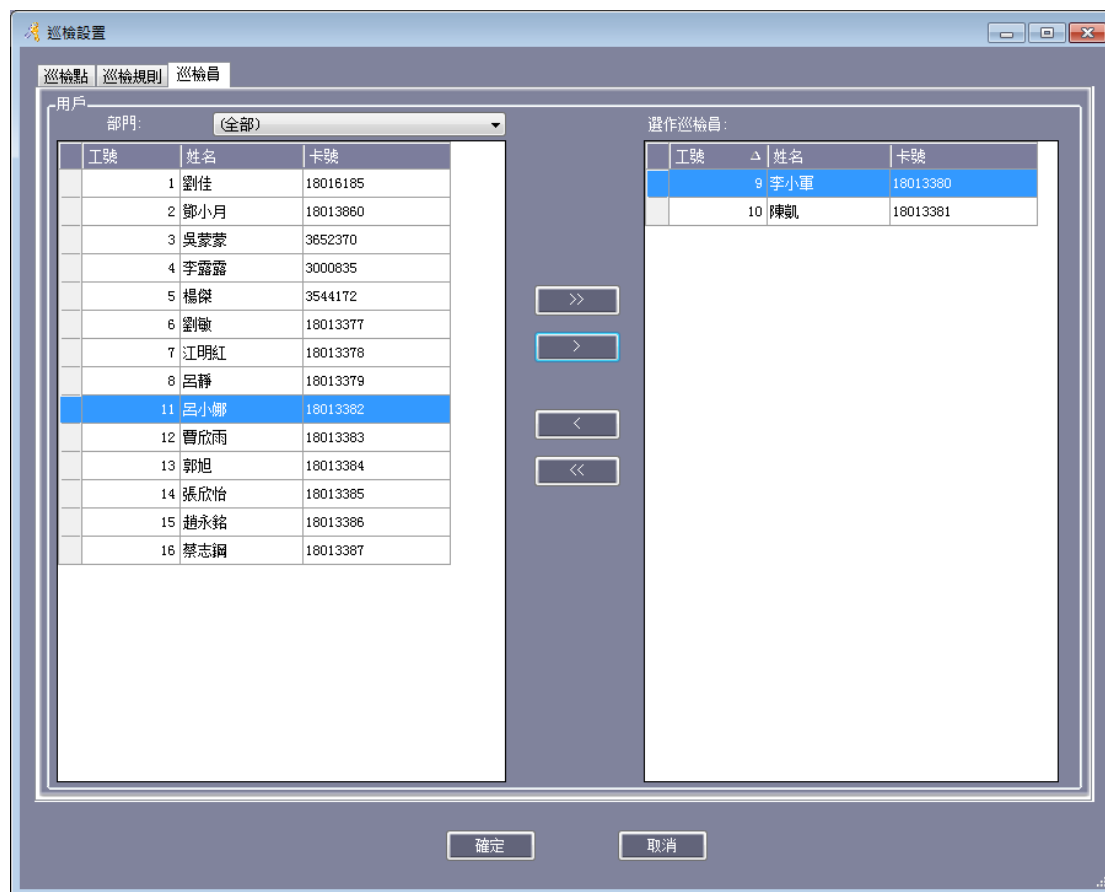 巡檢設置
巡檢點 巡檢規則 巡檢員
用戶
部門: (全部) 選作巡檢員:
工號 姓名 卡號
1 劉佳 18016185
2 鄧小月 18013860
3 吳蒙蒙 3652370
4 李露露 3000835
5 楊傑 3544172
6 劉敏 18013377
7 江明紅 18013378
8 呂靜 18013379
11 呂小娜 18013382
12 曹欣雨 18013383
13 郭旭 18013384
14 張欣怡 18013385
15 趙永銘 18013386
16 蔡志鋼 18013387
>>
>
<
<<
工號 △ 姓名 卡號
9 李小軍 18013380
10 陳凱 18013381
確定 取消